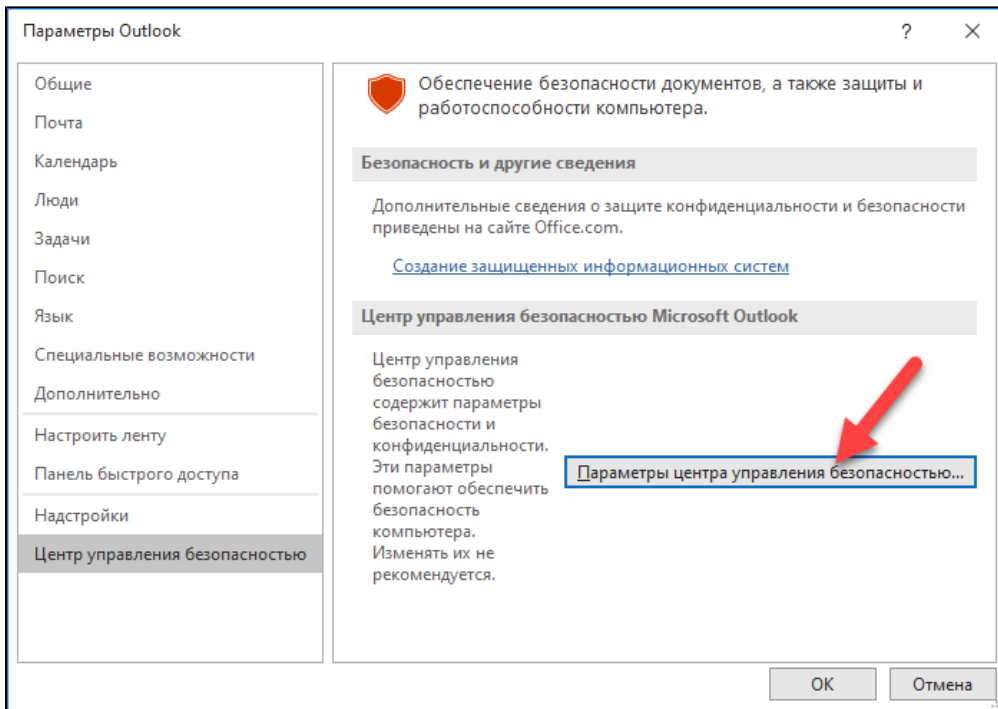 Параметры Outlook
?
Общие
Почта
Календарь
Люди
Задачи
Поиск
Язык
Специальные возможности
Дополнительно
Настроить ленту
Панель быстрого доступа
Надстройки
Центр управления безопасностью
Обеспечение безопасности документов, а также защиты и
работоспособности компьютера.
Безопасность и другие сведения
Дополнительные сведения о защите конфиденциальности и безопасности
приведены на сайте Office.com.
Создание защищенных информационных систем
Центр управления безопасностью Microsoft Outlook
Центр управления
безопасностью
содержит параметры
безопасности и
конфиденциальности.
Эти параметры
помогают обеспечить
безопасность
компьютера.
Изменять их не
рекомендуется.
Параметры центра управления безопасностью...
ОК
Отмена